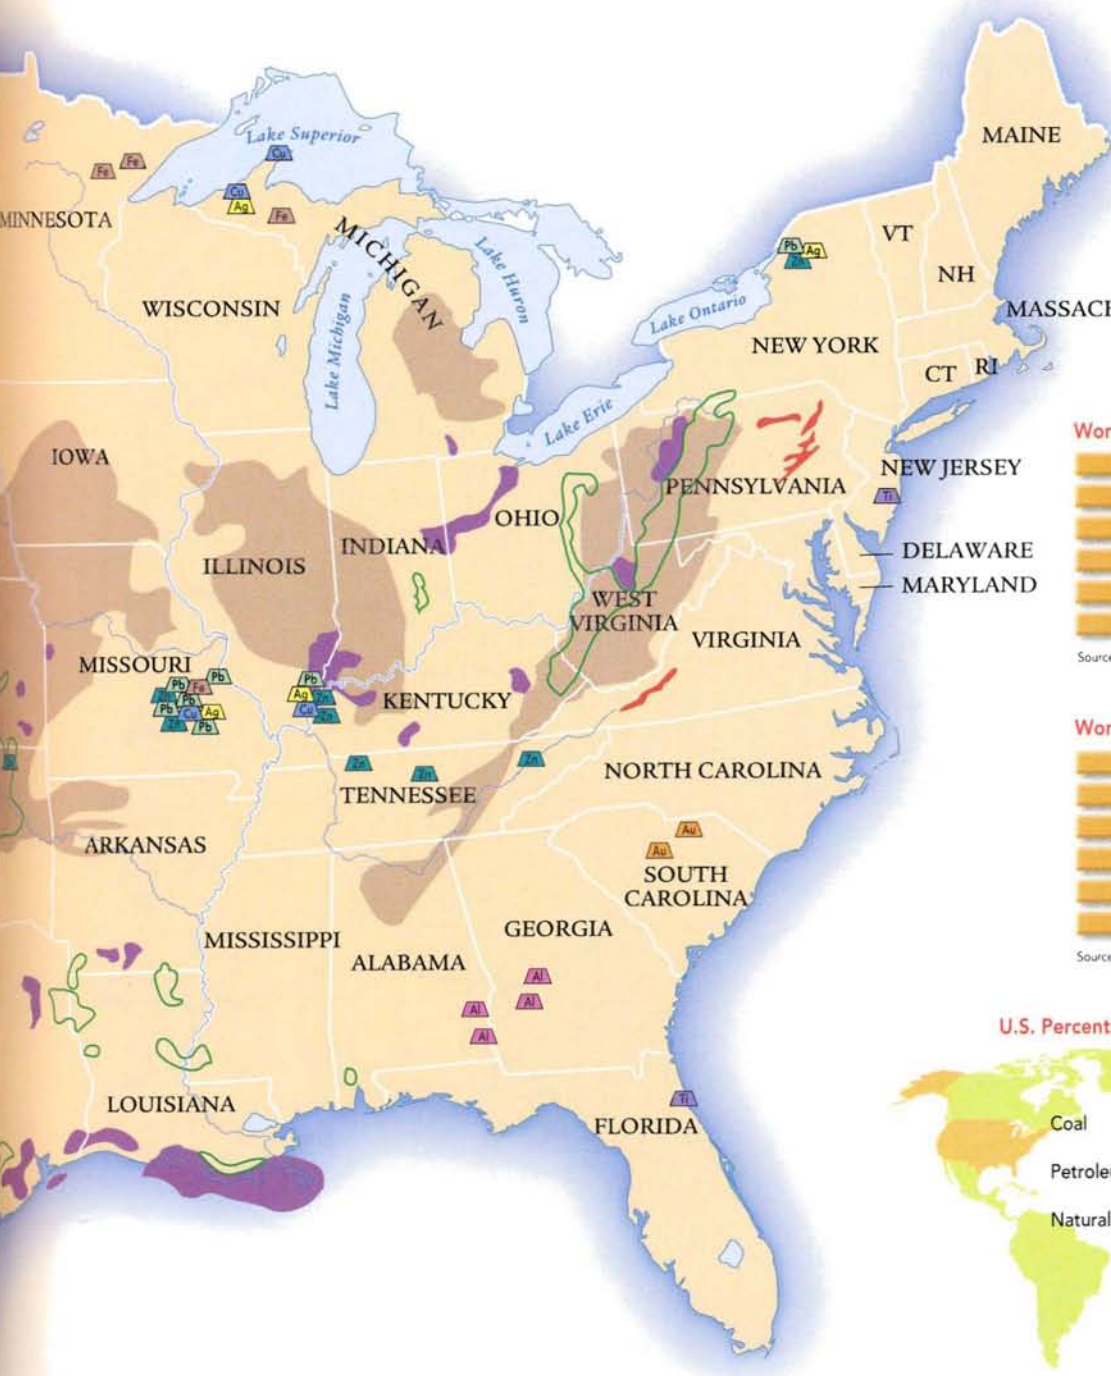 MAINE
Lake Superior
Cu
Fe
Fe
Cu
Ag
Fe
MINNESOTA
MICHIGAN
VT
Pb
Ag
Zn
NH
Lake Huron
WISCONSIN
Lake Michigan
Lake Ontario
MASSACH
NEW YORK
CT
RI
Lake Erie
Wor
IOWA
NEW JERSEY
PENNSYLVANIA
Ti
OHIO
INDIANA
ILLINOIS
DELAWARE
MARYLAND
WEST
VIRGINIA
VIRGINIA
Source
MISSOURI
Pb
Pb
Fe
Zn
Pb
Pb
Cu
Ag
Zn
Pb
Pb
Ag
Zn
Cu
Zn
KENTUCKY
Wor
Zn
Zn
Zn
NORTH CAROLINA
TENNESSEE
Au
Au
ARKANSAS
SOUTH
CAROLINA
GEORGIA
MISSISSIPPI
ALABAMA
Source
Al
Al
Al
Al
U.S. Percent
LOUISIANA
Ti
FLORIDA
Coal
Petrole
Natural